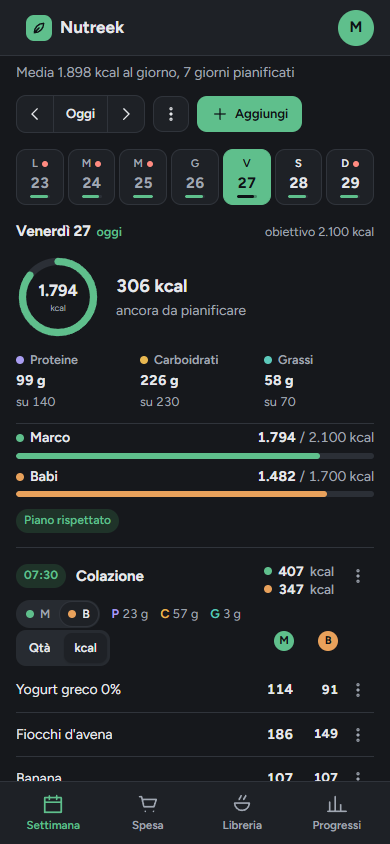 Nutreek
M
Media 1.898 kcal al giorno, 7 giorni pianificati
Oggi
Aggiungi
L M M G V S D
23 24 25 26 27 28 29
Venerdì 27 oggi obiettivo 2.100 kcal
1.794
kcal
306 kcal
ancora da pianificare
Proteine Carboidrati Grassi
99 g 226 g 58 g
su 140 su 230 su 70
Marco 1.794 / 2.100 kcal
Babi 1.482 / 1.700 kcal
Piano rispettato
07:30 Colazione 407 kcal
347 kcal
M B P 23 g C 57 g G 3 g
Qtà kcal M B
Yogurt greco 0% 114 91
Fiocchi d'avena 186 149
Banana 107 107
Settimana Spesa Libreria Progressi